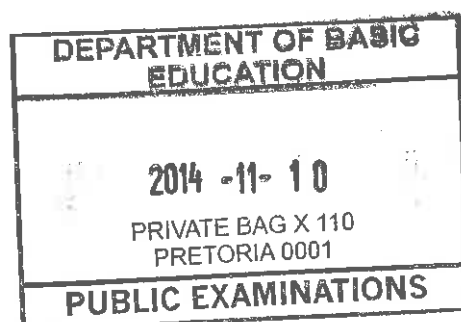 DEPARTMENT OF BASIC
EDUCATION
2014 -11- 10
PRIVATE BAG X 110
PRETORIA 0001
PUBLIC EXAMINATIONS